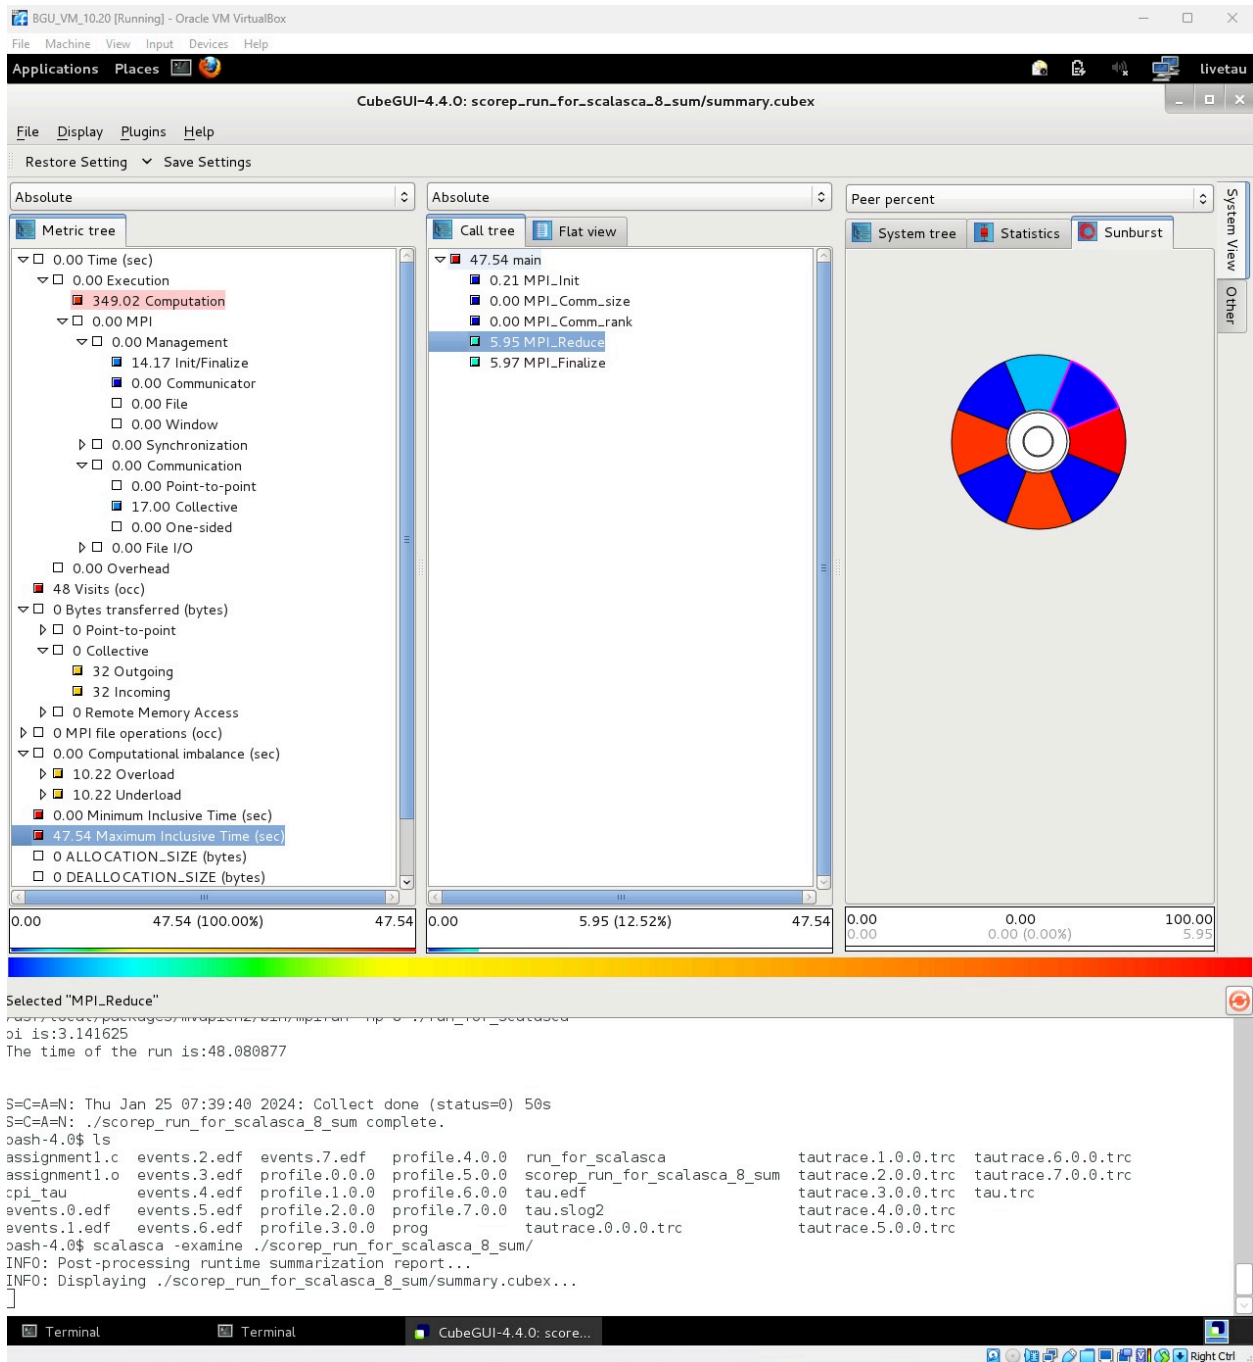 BGU_VM_10.20 [Running] - Oracle VM VirtualBox
File Machine View Input Devices Help
Applications Places livetau
CubeGUI-4.4.0: scorep_run_for_scalasca_8_sum/summary.cubex
File Display Plugins Help
Restore Setting Save Settings
Absolute
Metric tree
0.00 Time (sec)
0.00 Execution
349.02 Computation
0.00 MPI
0.00 Management
14.17 Init/Finalize
0.00 Communicator
0.00 File
0.00 Window
0.00 Synchronization
0.00 Communication
0.00 Point-to-point
17.00 Collective
0.00 One-sided
0.00 File I/O
0.00 Overhead
48 Visits (occ)
0 Bytes transferred (bytes)
0 Point-to-point
0 Collective
32 Outgoing
32 Incoming
0 Remote Memory Access
0 MPI file operations (occ)
0.00 Computational imbalance (sec)
10.22 Overload
10.22 Underload
0.00 Minimum Inclusive Time (sec)
47.54 Maximum Inclusive Time (sec)
0 ALLOCATION_SIZE (bytes)
0 DEALLOCATION_SIZE (bytes)
0.00 47.54 (100.00%) 47.54
Absolute
Call tree Flat view
47.54 main
0.21 MPI_Init
0.00 MPI_Comm_size
0.00 MPI_Comm_rank
5.95 MPI_Reduce
5.97 MPI_Finalize
0.00 5.95 (12.52%) 47.54
Peer percent
System tree Statistics Sunburst
0.00 0.00 100.00
0.00 0.00 (0.00%) 5.95
System View
Other
Selected "MPI_Reduce"
pi is:3.141625
The time of the run is:48.080877
S=C=A=N: Thu Jan 25 07:39:40 2024: Collect done (status=0) 50s
S=C=A=N: ./scorep_run_for_scalasca_8_sum complete.
bash-4.0$ ls
assignment1.c events.2.edf events.7.edf profile.4.0.0 run_for_scalasca tautrace.1.0.0.trc tautrace.6.0.0.trc
assignment1.o events.3.edf profile.0.0.0 profile.5.0.0 scorep_run_for_scalasca_8_sum tautrace.2.0.0.trc tautrace.7.0.0.trc
cpi_tau events.4.edf profile.1.0.0 profile.6.0.0 tau.edf tautrace.3.0.0.trc tau.trc
events.0.edf events.5.edf profile.2.0.0 profile.7.0.0 tau.slog2 tautrace.4.0.0.trc
events.1.edf events.6.edf profile.3.0.0 prog tautrace.0.0.0.trc tautrace.5.0.0.trc
bash-4.0$ scalasca -examine ./scorep_run_for_scalasca_8_sum/
INFO: Post-processing runtime summarization report...
INFO: Displaying ./scorep_run_for_scalasca_8_sum/summary.cubex...
Terminal Terminal CubeGUI-4.4.0: score...
Right Ctrl